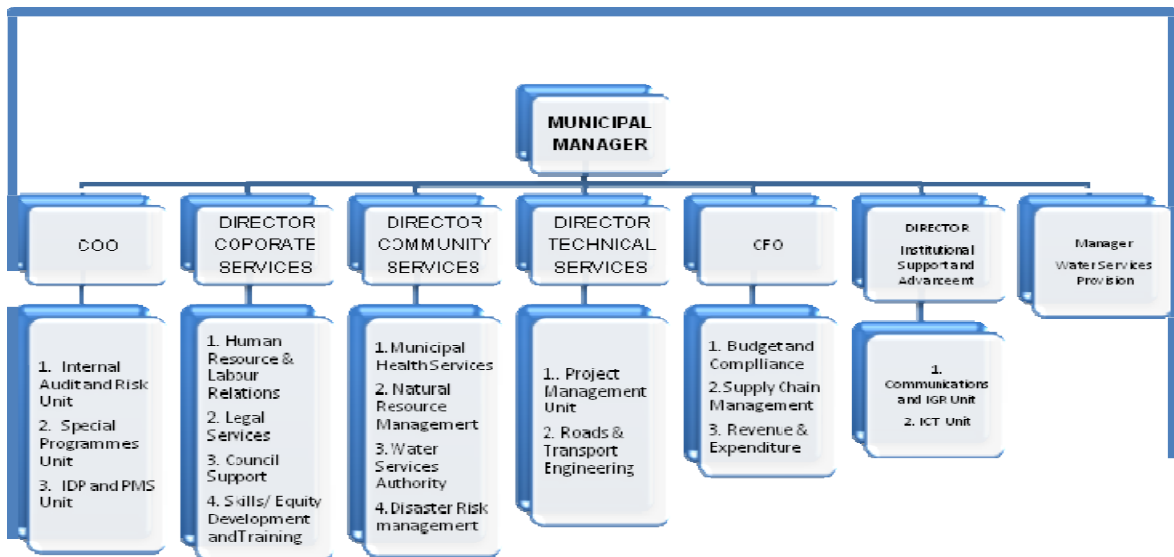 MUNICIPAL
MANAGER
COO
DIRECTOR
COPORATE
SERVICES
DIRECTOR
COMMUNITY
SERVICES
DIRECTOR
TECHNICAL
SERVICES
CFO
DIRECTOR
Institutional
Support and
Advanceent
Manager
Water Services
Provision
1. Internal
Audit and Risk
Unit
2. Special
Programmes
Unit
3. IDP and PMS
Unit
1. Human
Resource &
Labour
Relations
2. Legal
Services
3. Council
Support
4. Skills/ Equity
Development
and Training
1. Municipal
Health Services
2. Natural
Resource
Management
3. Water
Services
Authority
4. Disaster Risk
management
1.. Project
Management
Unit
2. Roads &
Transport
Engineering
1. Budget and
Complliance
2. Supply Chain
Management
3. Revenue &
Expenditure
1.
Communications
and IGR Unit
2. ICT Unit